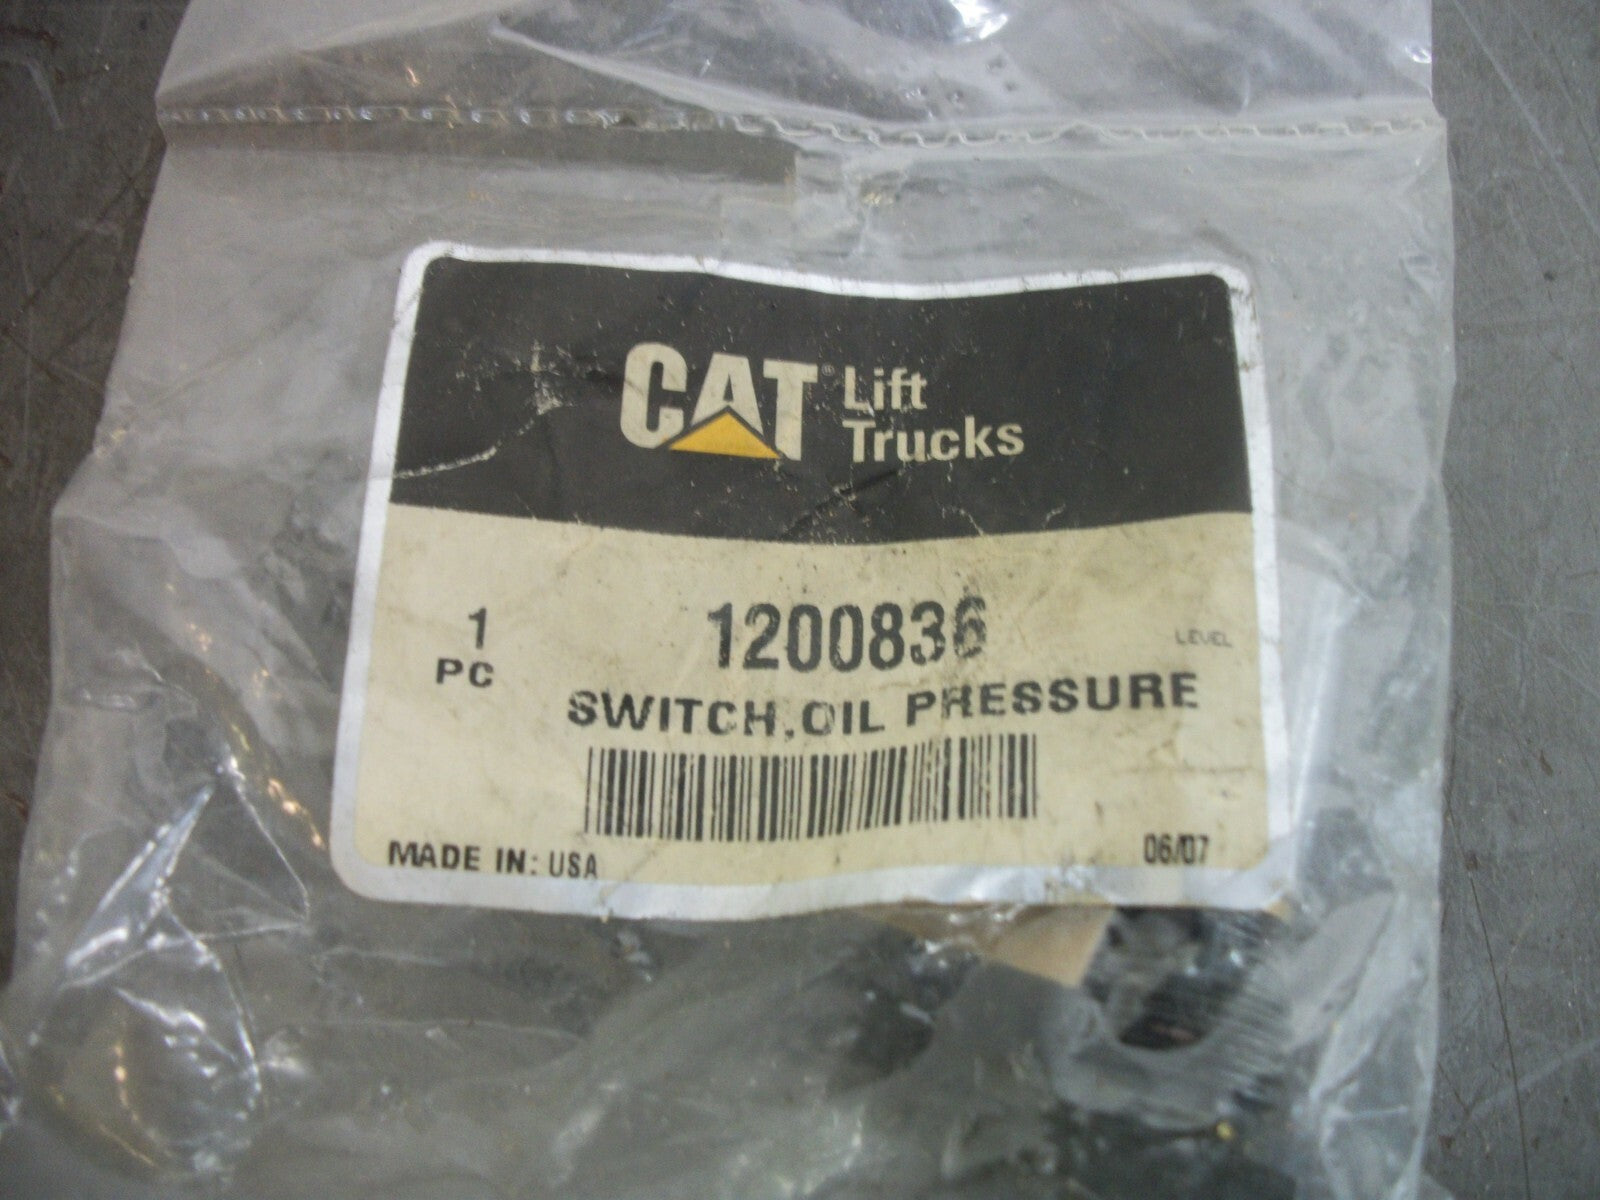 CAT® Lift
Trucks
1
PC
1200836
LEVEL
SWITCH,OIL PRESSURE
MADE IN: USA
06/07